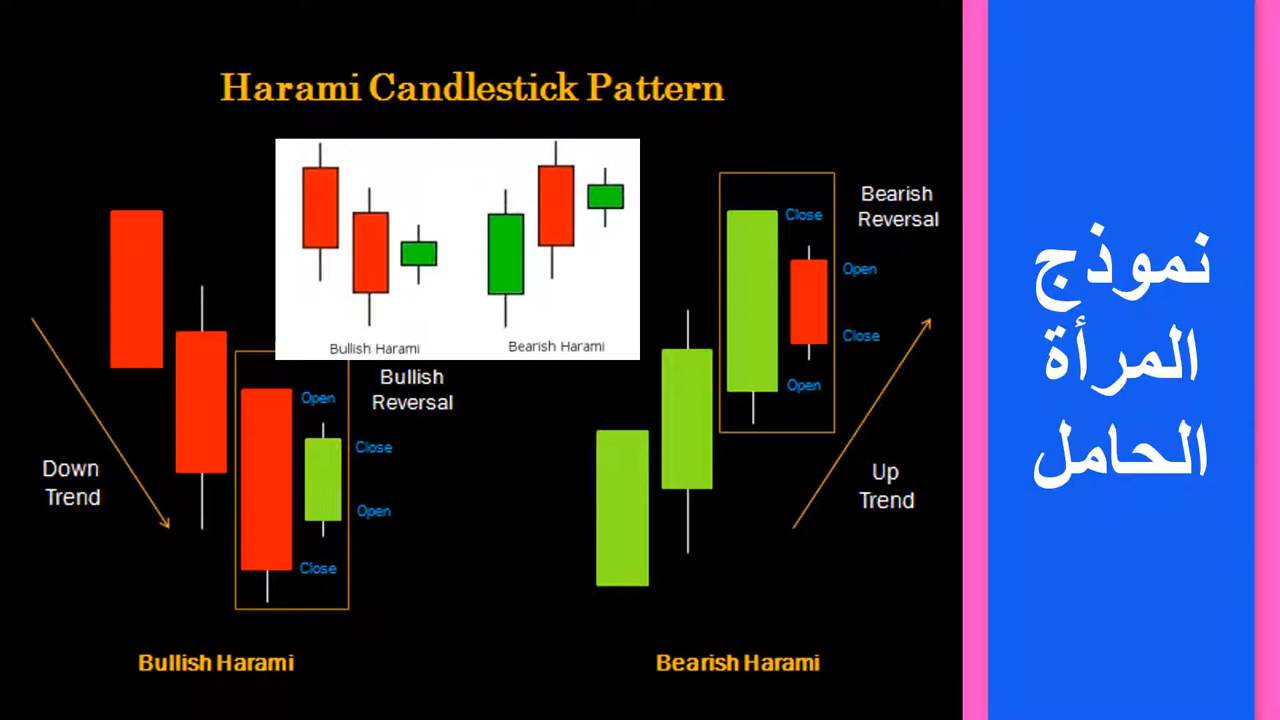 Harami Candlestick Pattern
Bullish Harami
Bearish Harami
Bearish
Reversal
Close
Open
Close
Open
Bullish
Reversal
Open
Close
Open
Close
Down
Trend
Up
Trend
Bullish Harami
Bearish Harami
نموذج
المرأة
الحامل